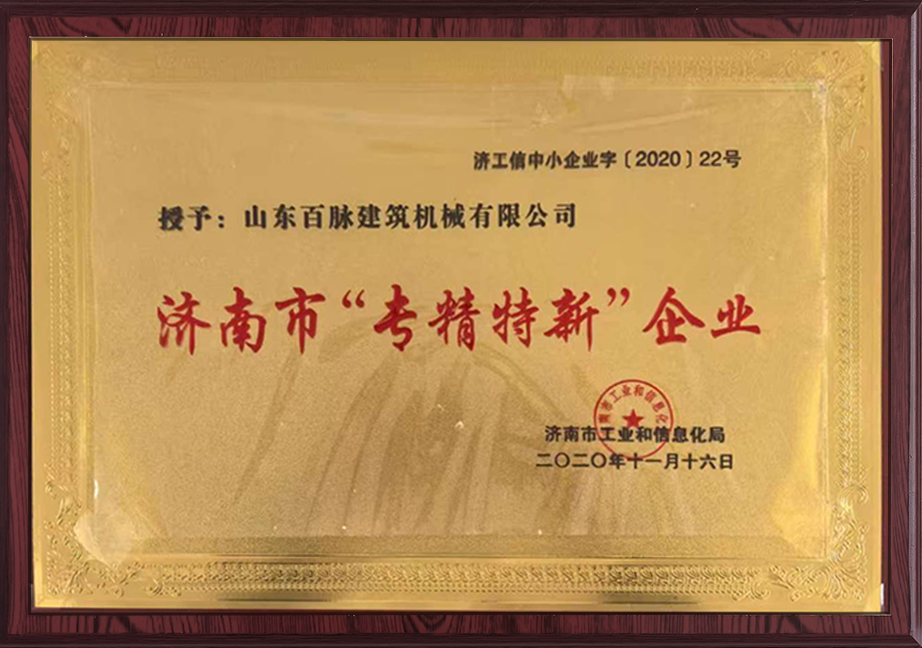 济工信中小企业字〔2020〕22号
授予：山东百脉建筑机械有限公司
济南市“专精特新”企业
济南市工业和信息化局
二〇二〇年十一月十六日